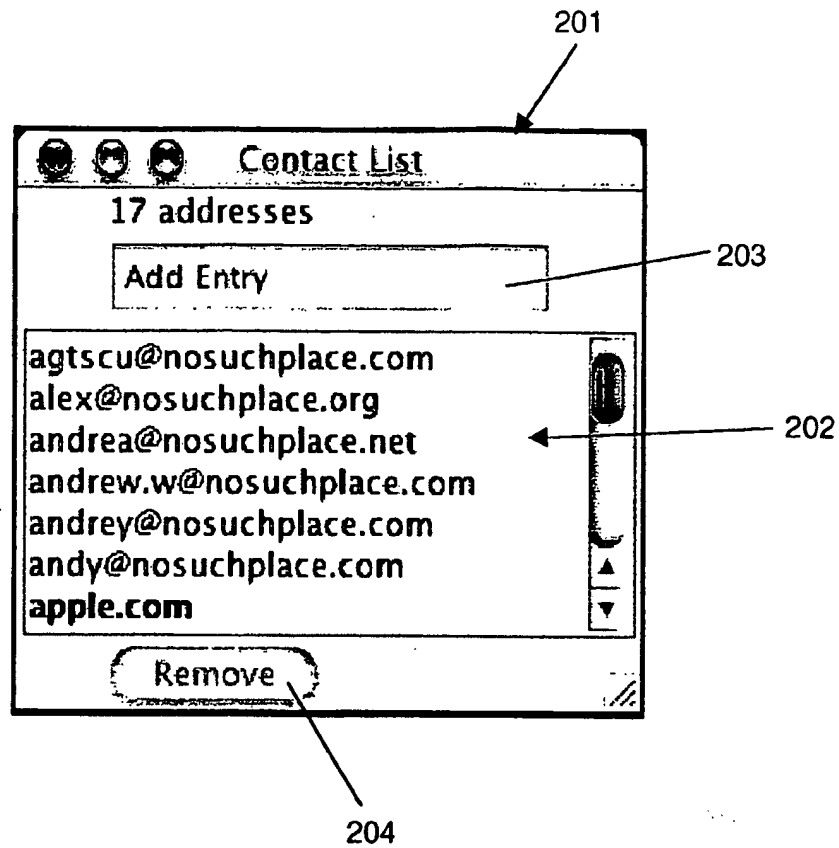 201
Contact List
17 addresses
Add Entry
203
agtscu@nosuchplace.com
alex@nosuchplace.org
andrea@nosuchplace.net
202
andrew.w@nosuchplace.com
andrey@nosuchplace.com
andy@nosuchplace.com
apple.com
Remove
204